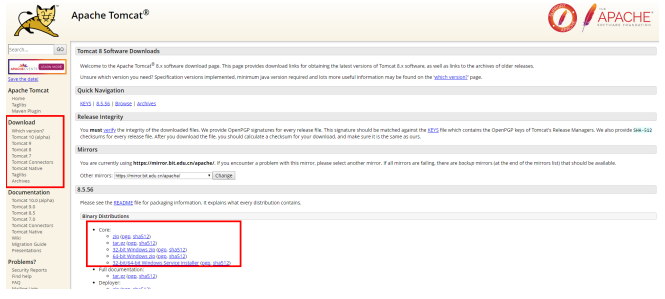 Apache Tomcat®
THE
APACHE
SOFTWARE FOUNDATION
Search... GO
LEARN MORE
Save the date!
Apache Tomcat
Home
Taglibs
Maven Plugin
Download
Which version?
Tomcat 10 (alpha)
Tomcat 9
Tomcat 8
Tomcat 7
Tomcat Connectors
Tomcat Native
Taglibs
Archives
Documentation
Tomcat 10.0 (alpha)
Tomcat 9.0
Tomcat 8.5
Tomcat 7.0
Tomcat Connectors
Tomcat Native
Wiki
Migration Guide
Presentations
Problems?
Security Reports
Find help
FAQ
Mailing Lists
Tomcat 8 Software Downloads
Welcome to the Apache Tomcat® 8.x software download page. This page provides download links for obtaining the latest versions of Tomcat 8.x software, as well as links to the archives of older releases.
Unsure which version you need? Specification versions implemented, minimum Java version required and lots more useful information may be found on the 'which version?' page.
Quick Navigation
KEYS | 8.5.56 | Browse | Archives
Release Integrity
You must verify the integrity of the downloaded files. We provide OpenPGP signatures for every release file. This signature should be matched against the KEYS file which contains the OpenPGP keys of Tomcat's Release Managers. We also provide SHA-512
checksums for every release file. After you download the file, you should calculate a checksum for your download, and make sure it is the same as ours.
Mirrors
You are currently using https://mirror.bit.edu.cn/apache/. If you encounter a problem with this mirror, please select another mirror. If all mirrors are failing, there are backup mirrors (at the end of the mirrors list) that should be available.
Other mirrors: https://mirror.bit.edu.cn/apache/ Change
8.5.56
Please see the README file for packaging information. It explains what every distribution contains.
Binary Distributions
Core:
zip (pgp, sha512)
tar.gz (pgp, sha512)
32-bit Windows zip (pgp, sha512)
64-bit Windows zip (pgp, sha512)
32-bit/64-bit Windows Service Installer (pgp, sha512)
Full documentation:
tar.gz (pgp, sha512)
Deployer:
zip (pgp, sha512)